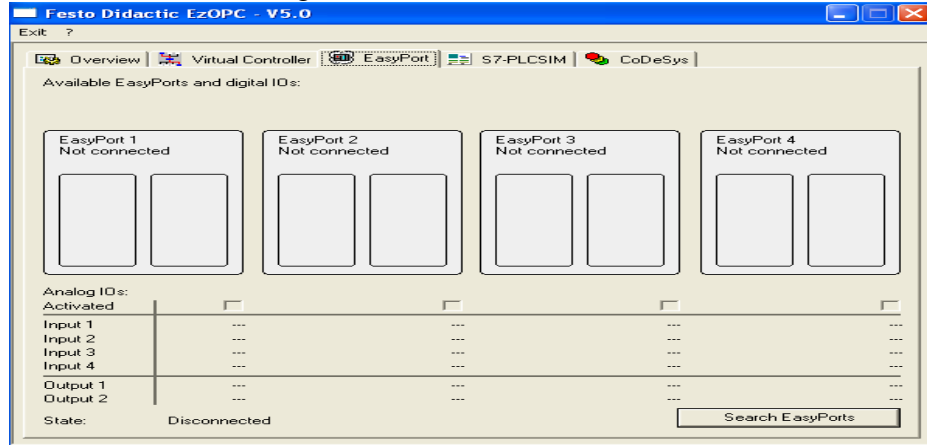 Festo Didactic EzOPC - V5.0
Exit ?
Overview Virtual Controller EasyPort S7-PLCSIM CoDeSys
Available EasyPorts and digital IOs:
EasyPort 1 EasyPort 2 EasyPort 3 EasyPort 4
Not connected Not connected Not connected Not connected
Analog IOs:
Activated
Input 1 --- --- --- ---
Input 2 --- --- --- ---
Input 3 --- --- --- ---
Input 4 --- --- --- ---
Output 1 --- --- --- ---
Output 2 --- --- --- ---
State: Disconnected Search EasyPorts